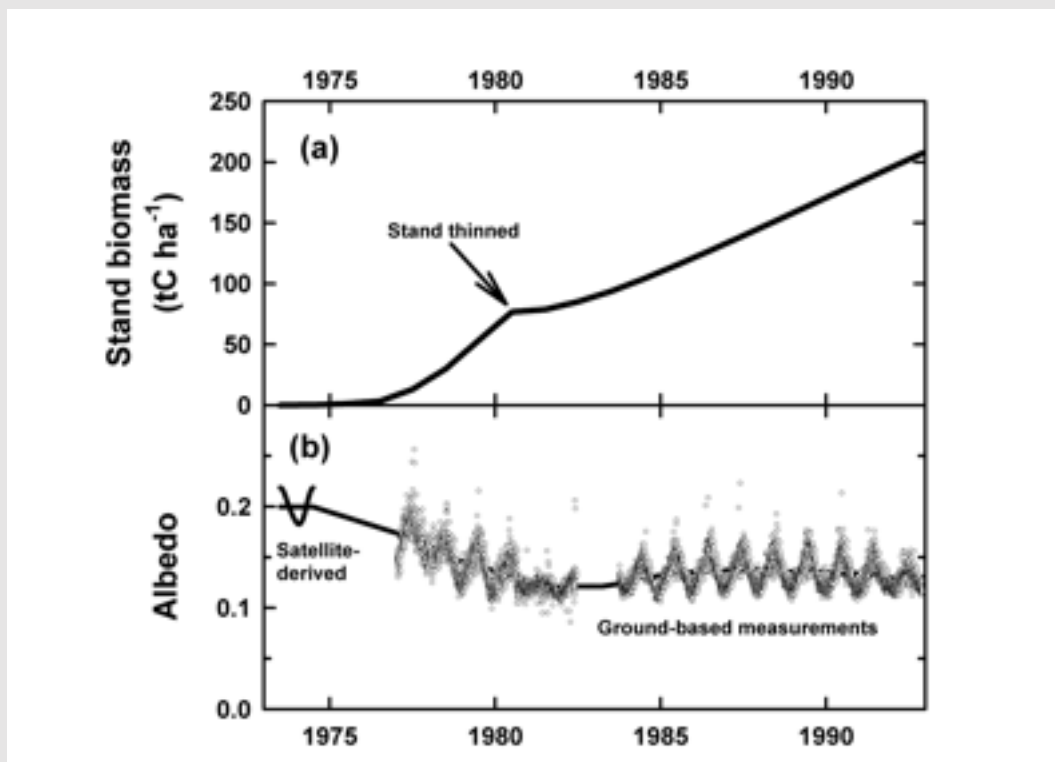 1975 1980 1985 1990
250
200
150
100
50
0
Stand biomass
(tC ha⁻¹)
(a)
Stand thinned
(b)
0.2
0.1
0.0
Albedo
Satellite-
derived
Ground-based measurements
1975 1980 1985 1990